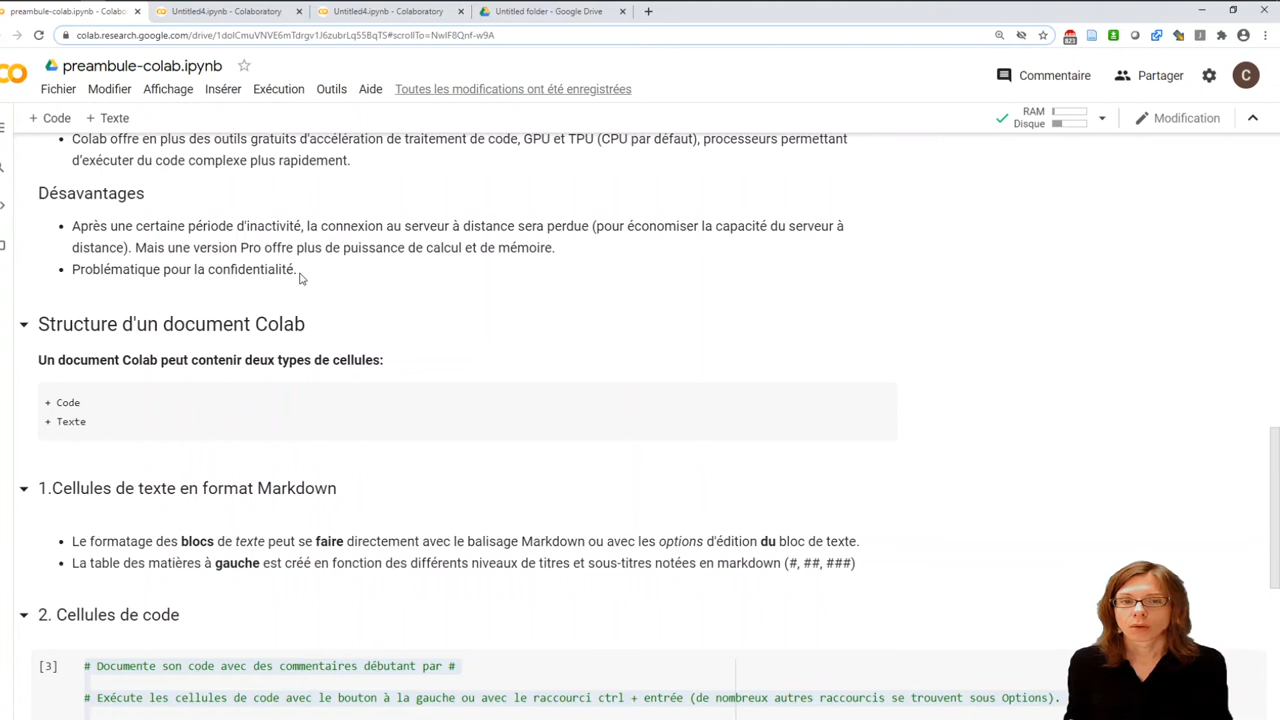 preambule-colab.ipynb - Colabo
Untitled4.ipynb - Colaboratory
Untitled4.ipynb - Colaboratory
Untitled folder - Google Drive
colab.research.google.com/drive/1dolCmuVNVE6mTdrgv1J6zubrLq55BqTS#scrollTo=NwIF8Qnf-w9A
823
preambule-colab.ipynb
Fichier Modifier Affichage Insérer Exécution Outils Aide Toutes les modifications ont été enregistrées
Commentaire Partager C
+ Code + Texte
RAM
Disque
Modification
Colab offre en plus des outils gratuits d'accélération de traitement de code, GPU et TPU (CPU par défaut), processeurs permettant
d'exécuter du code complexe plus rapidement.
Désavantages
Après une certaine période d'inactivité, la connexion au serveur à distance sera perdue (pour économiser la capacité du serveur à
distance). Mais une version Pro offre plus de puissance de calcul et de mémoire.
Problématique pour la confidentialité.
Structure d'un document Colab
Un document Colab peut contenir deux types de cellules:
+ Code
+ Texte
1.Cellules de texte en format Markdown
Le formatage des blocs de texte peut se faire directement avec le balisage Markdown ou avec les options d'édition du bloc de texte.
La table des matières à gauche est créé en fonction des différents niveaux de titres et sous-titres notées en markdown (#, ##, ###)
2. Cellules de code
[3] # Documente son code avec des commentaires débutant par #
# Exécute les cellules de code avec le bouton à la gauche ou avec le raccourci ctrl + entrée (de nombreux autres raccourcis se trouvent sous Options).